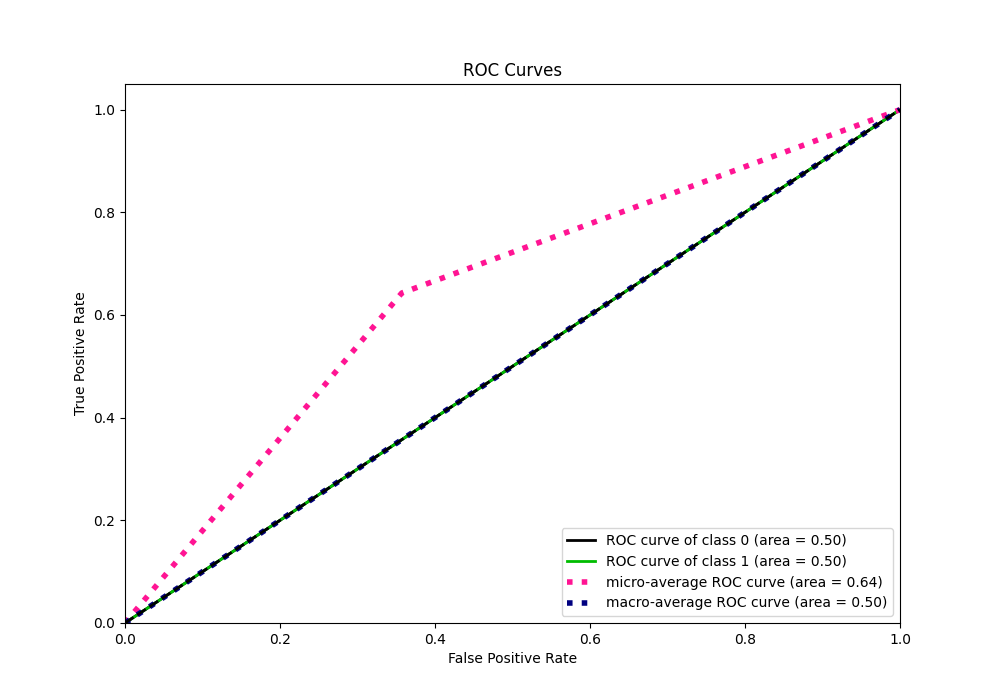 ROC Curves
1.0
0.8
0.6
0.4
0.2
0.0
True Positive Rate
ROC curve of class 0 (area = 0.50)
ROC curve of class 1 (area = 0.50)
micro-average ROC curve (area = 0.64)
macro-average ROC curve (area = 0.50)
0.0 0.2 0.4 0.6 0.8 1.0
False Positive Rate